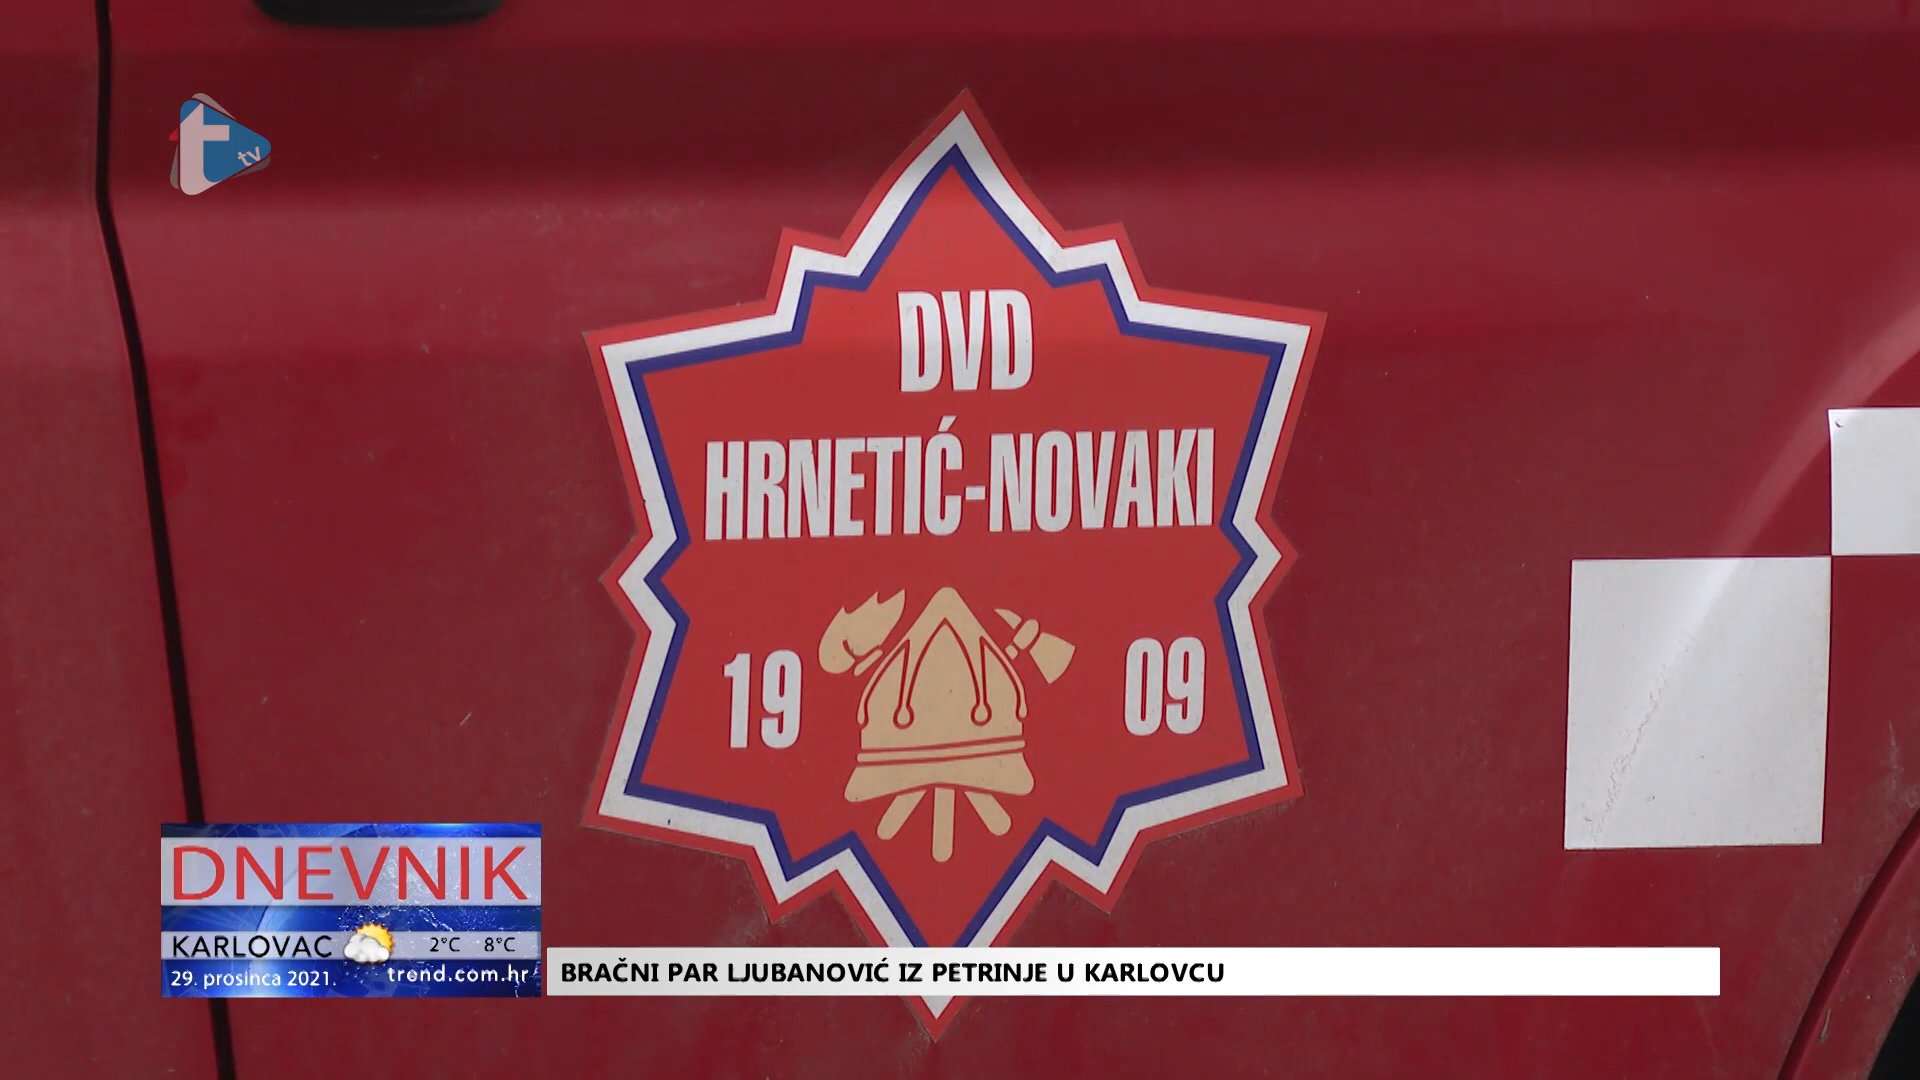 t tv
DVD
HRNETIĆ-NOVAKI
19 09
DNEVNIK
KARLOVAC 2°C 8°C
29. prosinca 2021. trend.com.hr
BRAČNI PAR LJUBANOVIĆ IZ PETRINJE U KARLOVCU